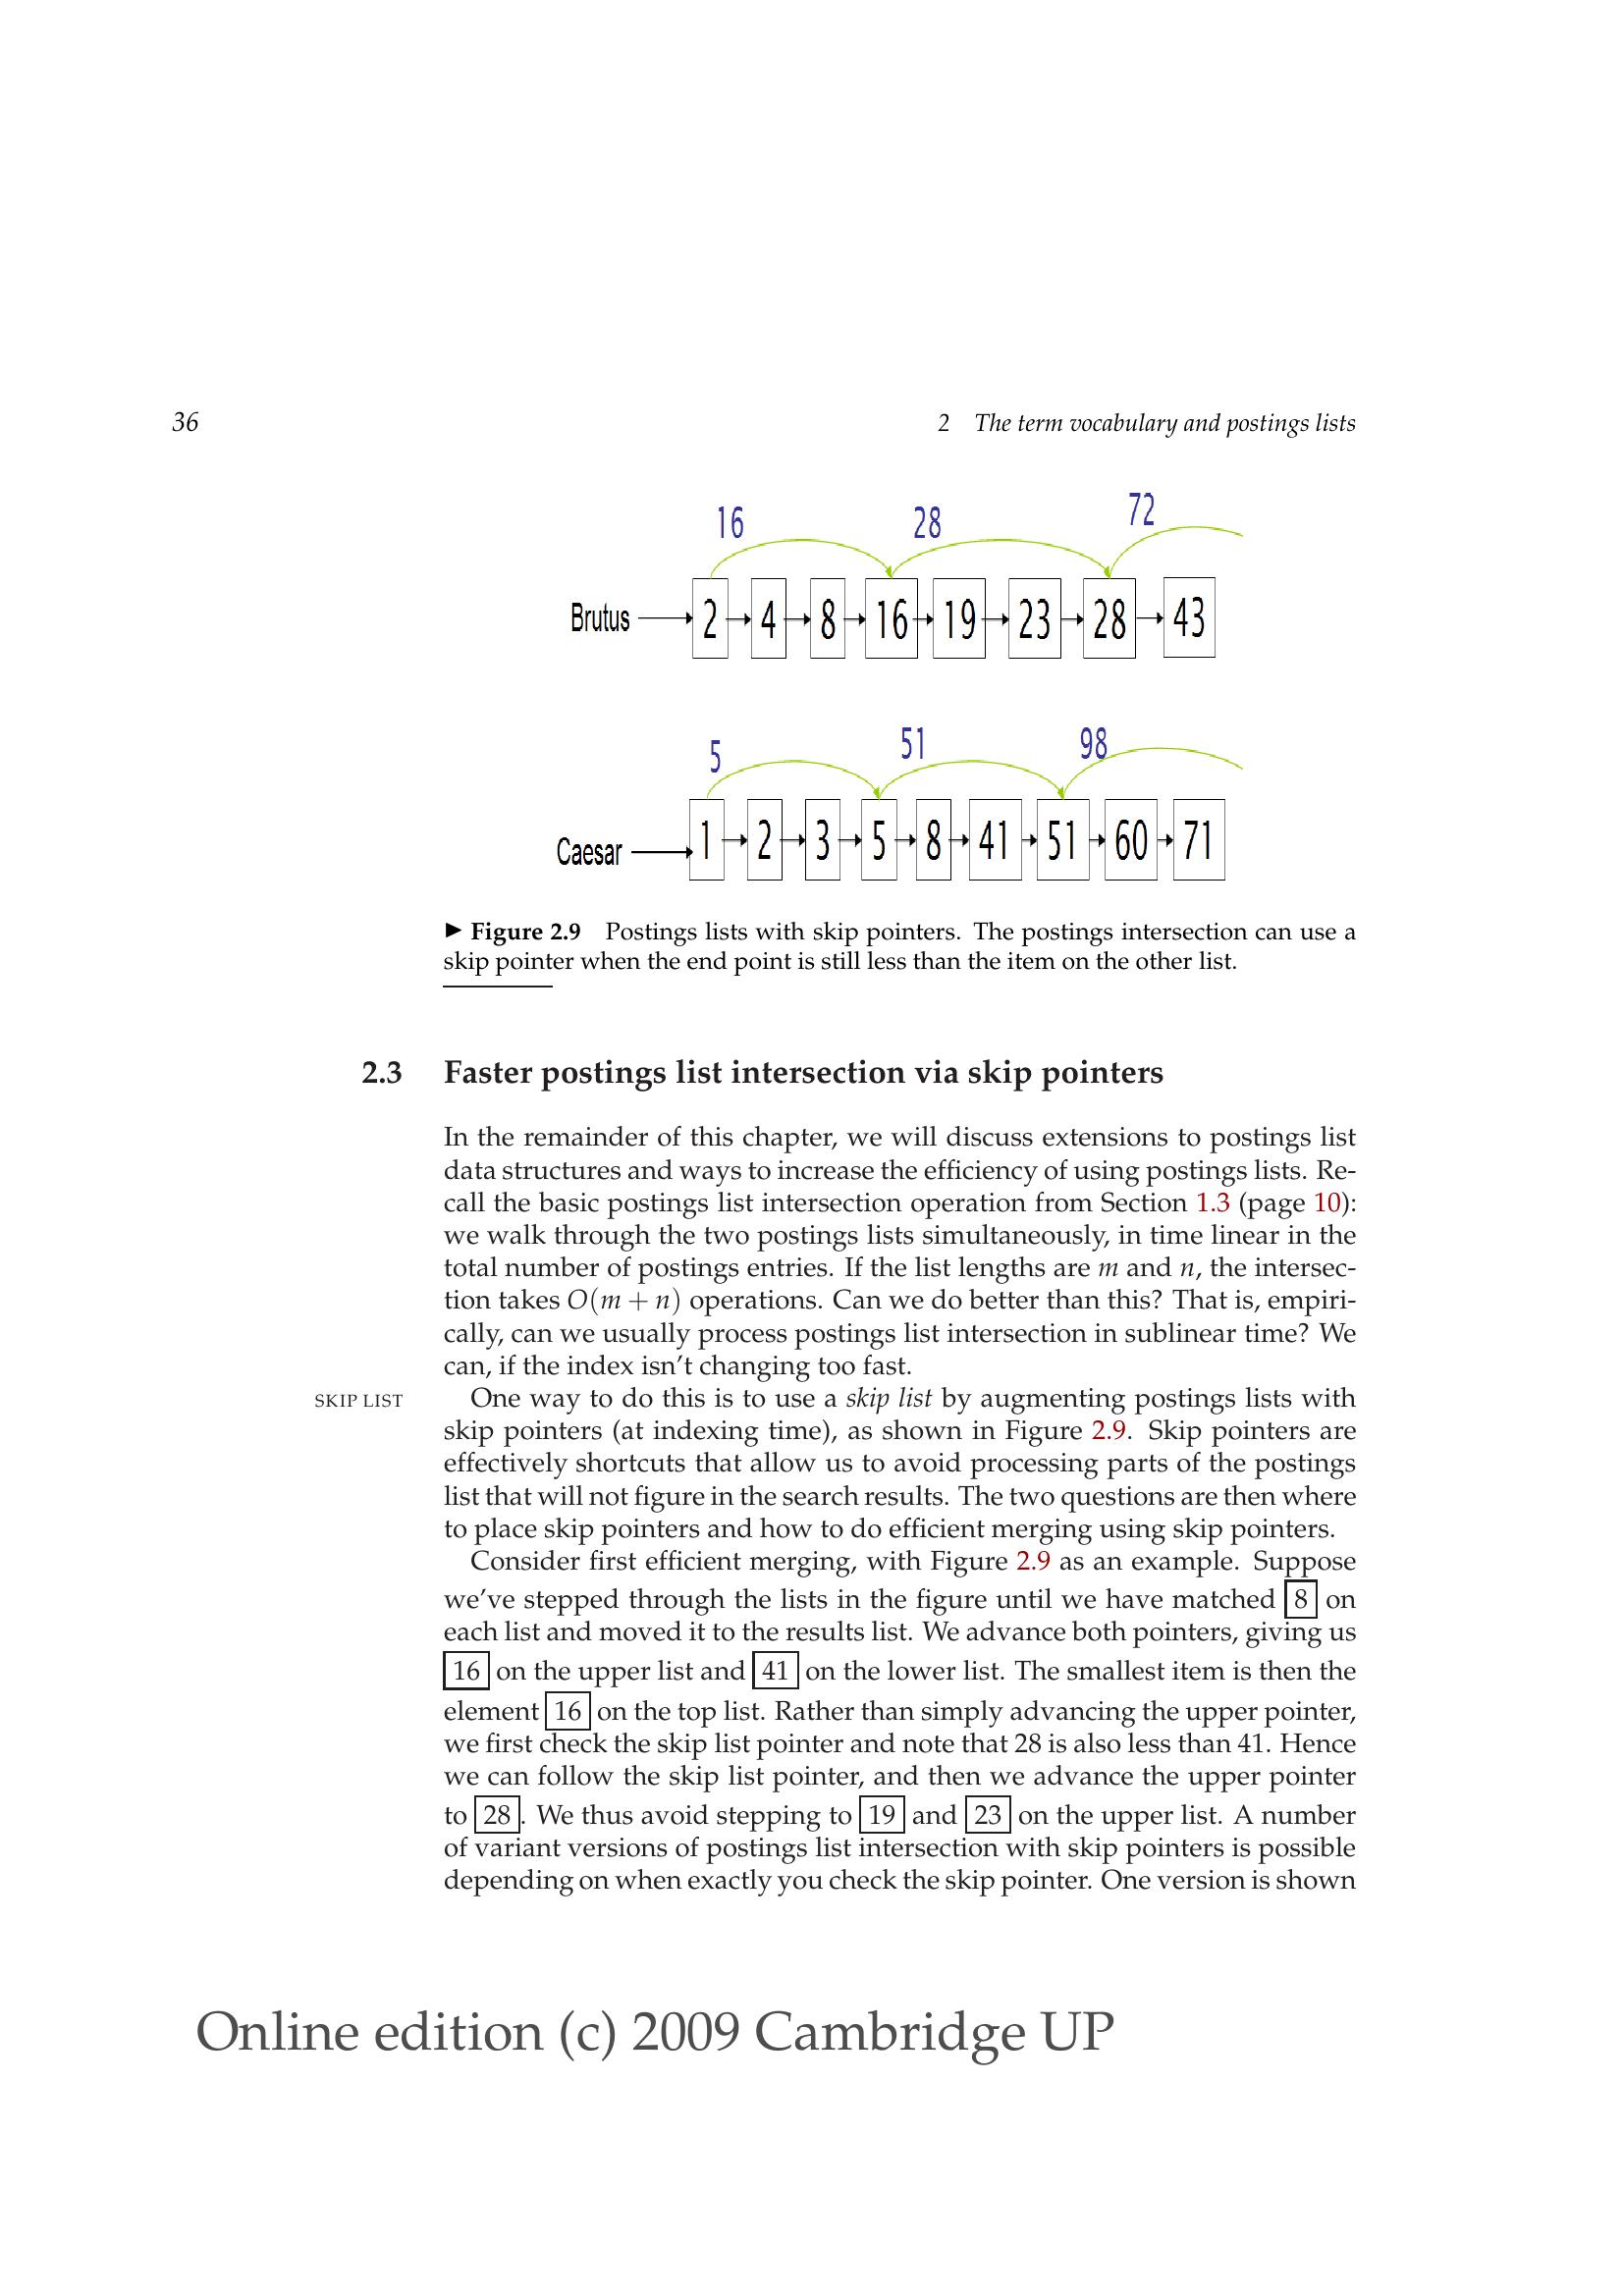 36
2 The term vocabulary and postings lists
16 28 72
Brutus 2 4 8 16 19 23 28 43
5 51 98
Caesar 1 2 3 5 8 41 51 60 71
▶ Figure 2.9 Postings lists with skip pointers. The postings intersection can use a
skip pointer when the end point is still less than the item on the other list.
2.3 Faster postings list intersection via skip pointers
In the remainder of this chapter, we will discuss extensions to postings list
data structures and ways to increase the efficiency of using postings lists. Re-
call the basic postings list intersection operation from Section 1.3 (page 10):
we walk through the two postings lists simultaneously, in time linear in the
total number of postings entries. If the list lengths are m and n, the intersec-
tion takes O(m + n) operations. Can we do better than this? That is, empiri-
cally, can we usually process postings list intersection in sublinear time? We
can, if the index isn't changing too fast.
SKIP LIST
One way to do this is to use a skip list by augmenting postings lists with
skip pointers (at indexing time), as shown in Figure 2.9. Skip pointers are
effectively shortcuts that allow us to avoid processing parts of the postings
list that will not figure in the search results. The two questions are then where
to place skip pointers and how to do efficient merging using skip pointers.
Consider first efficient merging, with Figure 2.9 as an example. Suppose
we've stepped through the lists in the figure until we have matched 8 on
each list and moved it to the results list. We advance both pointers, giving us
16 on the upper list and 41 on the lower list. The smallest item is then the
element 16 on the top list. Rather than simply advancing the upper pointer,
we first check the skip list pointer and note that 28 is also less than 41. Hence
we can follow the skip list pointer, and then we advance the upper pointer
to 28. We thus avoid stepping to 19 and 23 on the upper list. A number
of variant versions of postings list intersection with skip pointers is possible
depending on when exactly you check the skip pointer. One version is shown
Online edition (c) 2009 Cambridge UP